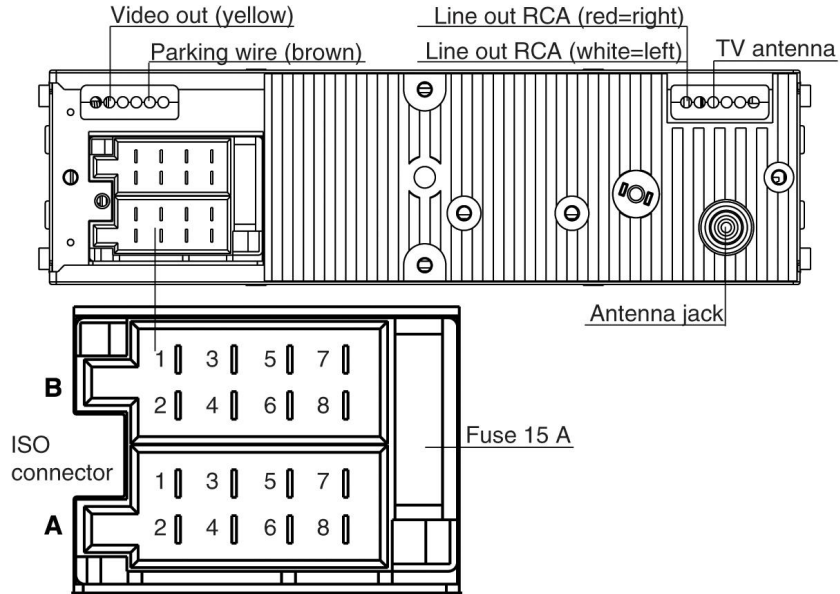 Video out (yellow)
Parking wire (brown)
Line out RCA (red=right)
Line out RCA (white=left)
TV antenna
Antenna jack
B
1 3 5 7
2 4 6 8
ISO
connector
Fuse 15 A
A
1 3 5 7
2 4 6 8